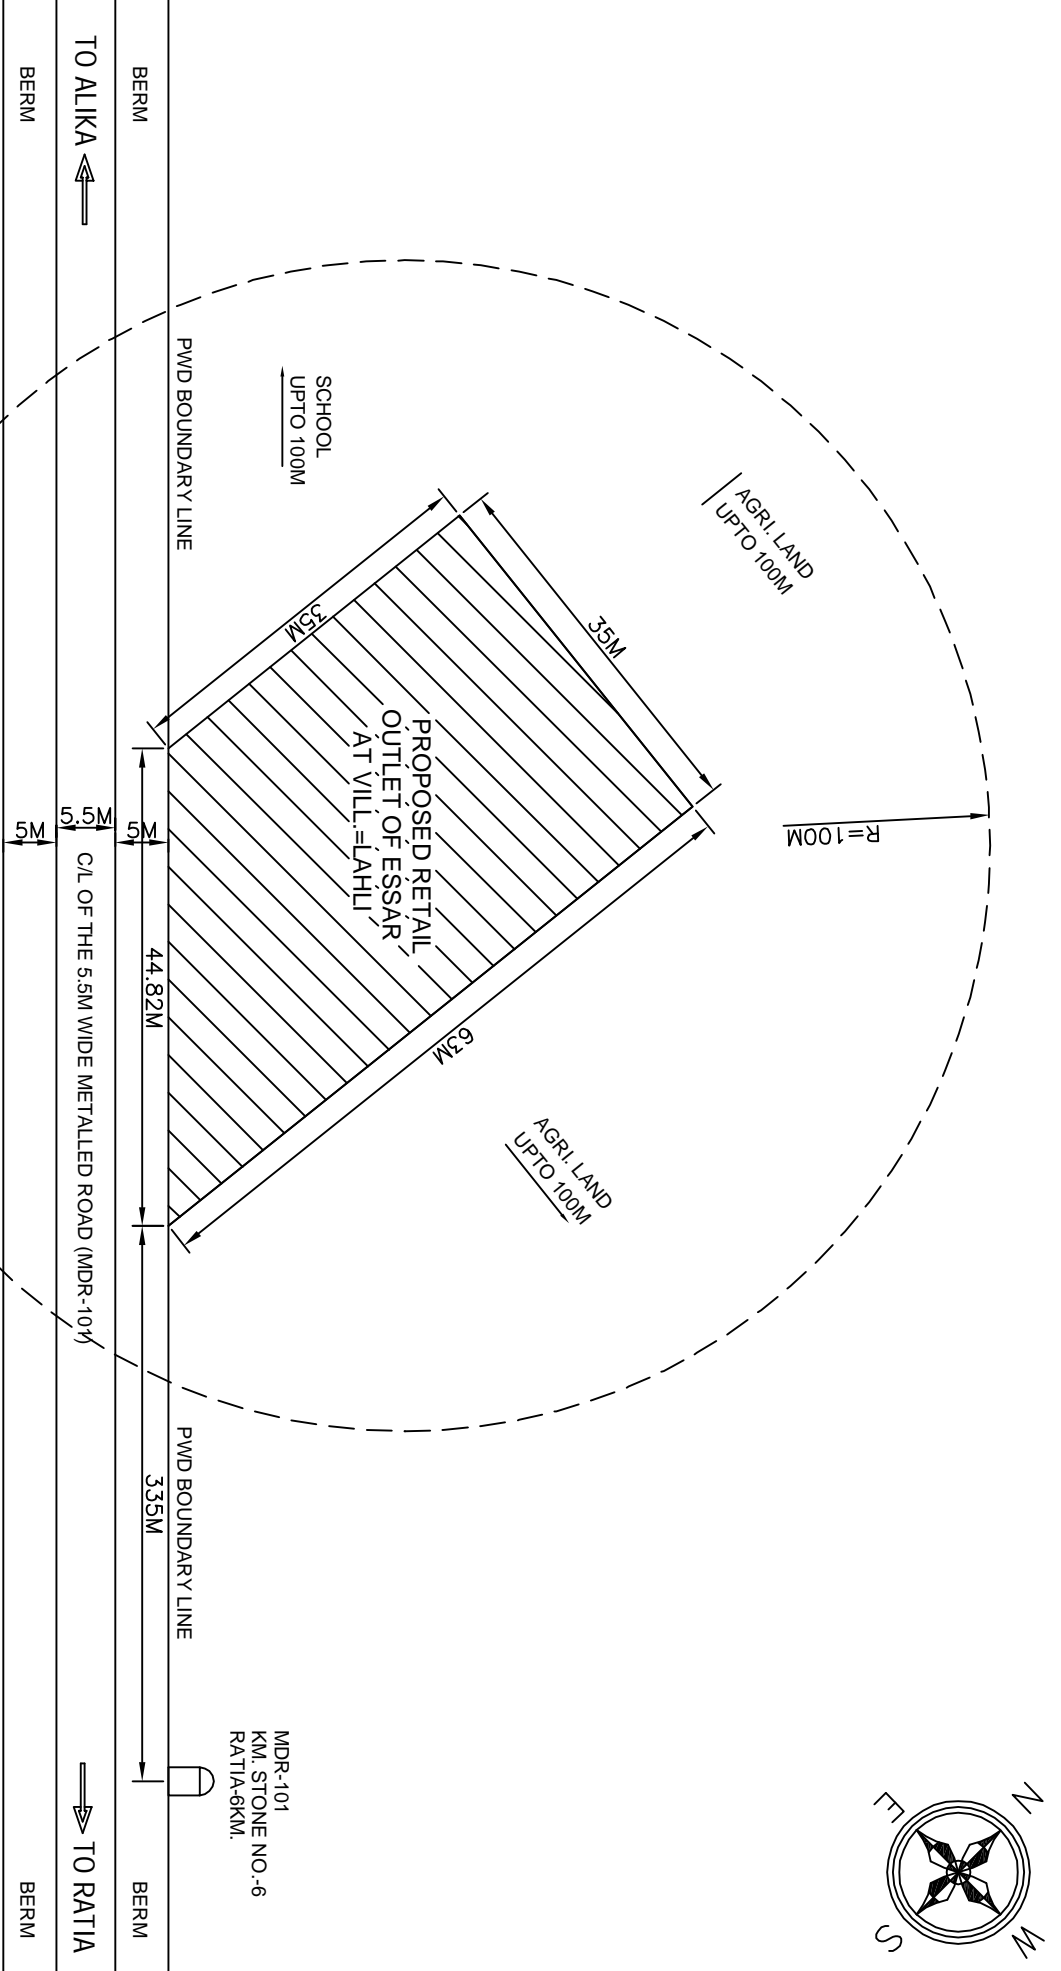 N
W
E
S
AGRI. LAND
UPTO 100M
R=100M
SCHOOL
UPTO 100M
35M
35M
63M
PROPOSED RETAIL
OUTLET OF ESSAR
AT VILL.=LAHLI
AGRI. LAND
UPTO 100M
MDR-101
KM. STONE NO.-6
RATIA-6KM.
PWD BOUNDARY LINE
PWD BOUNDARY LINE
BERM
5M
44.82M
335M
BERM
TO ALIKA
5.5M
C/L OF THE 5.5M WIDE METALLED ROAD (MDR-101)
TO RATIA
BERM
5M
BERM